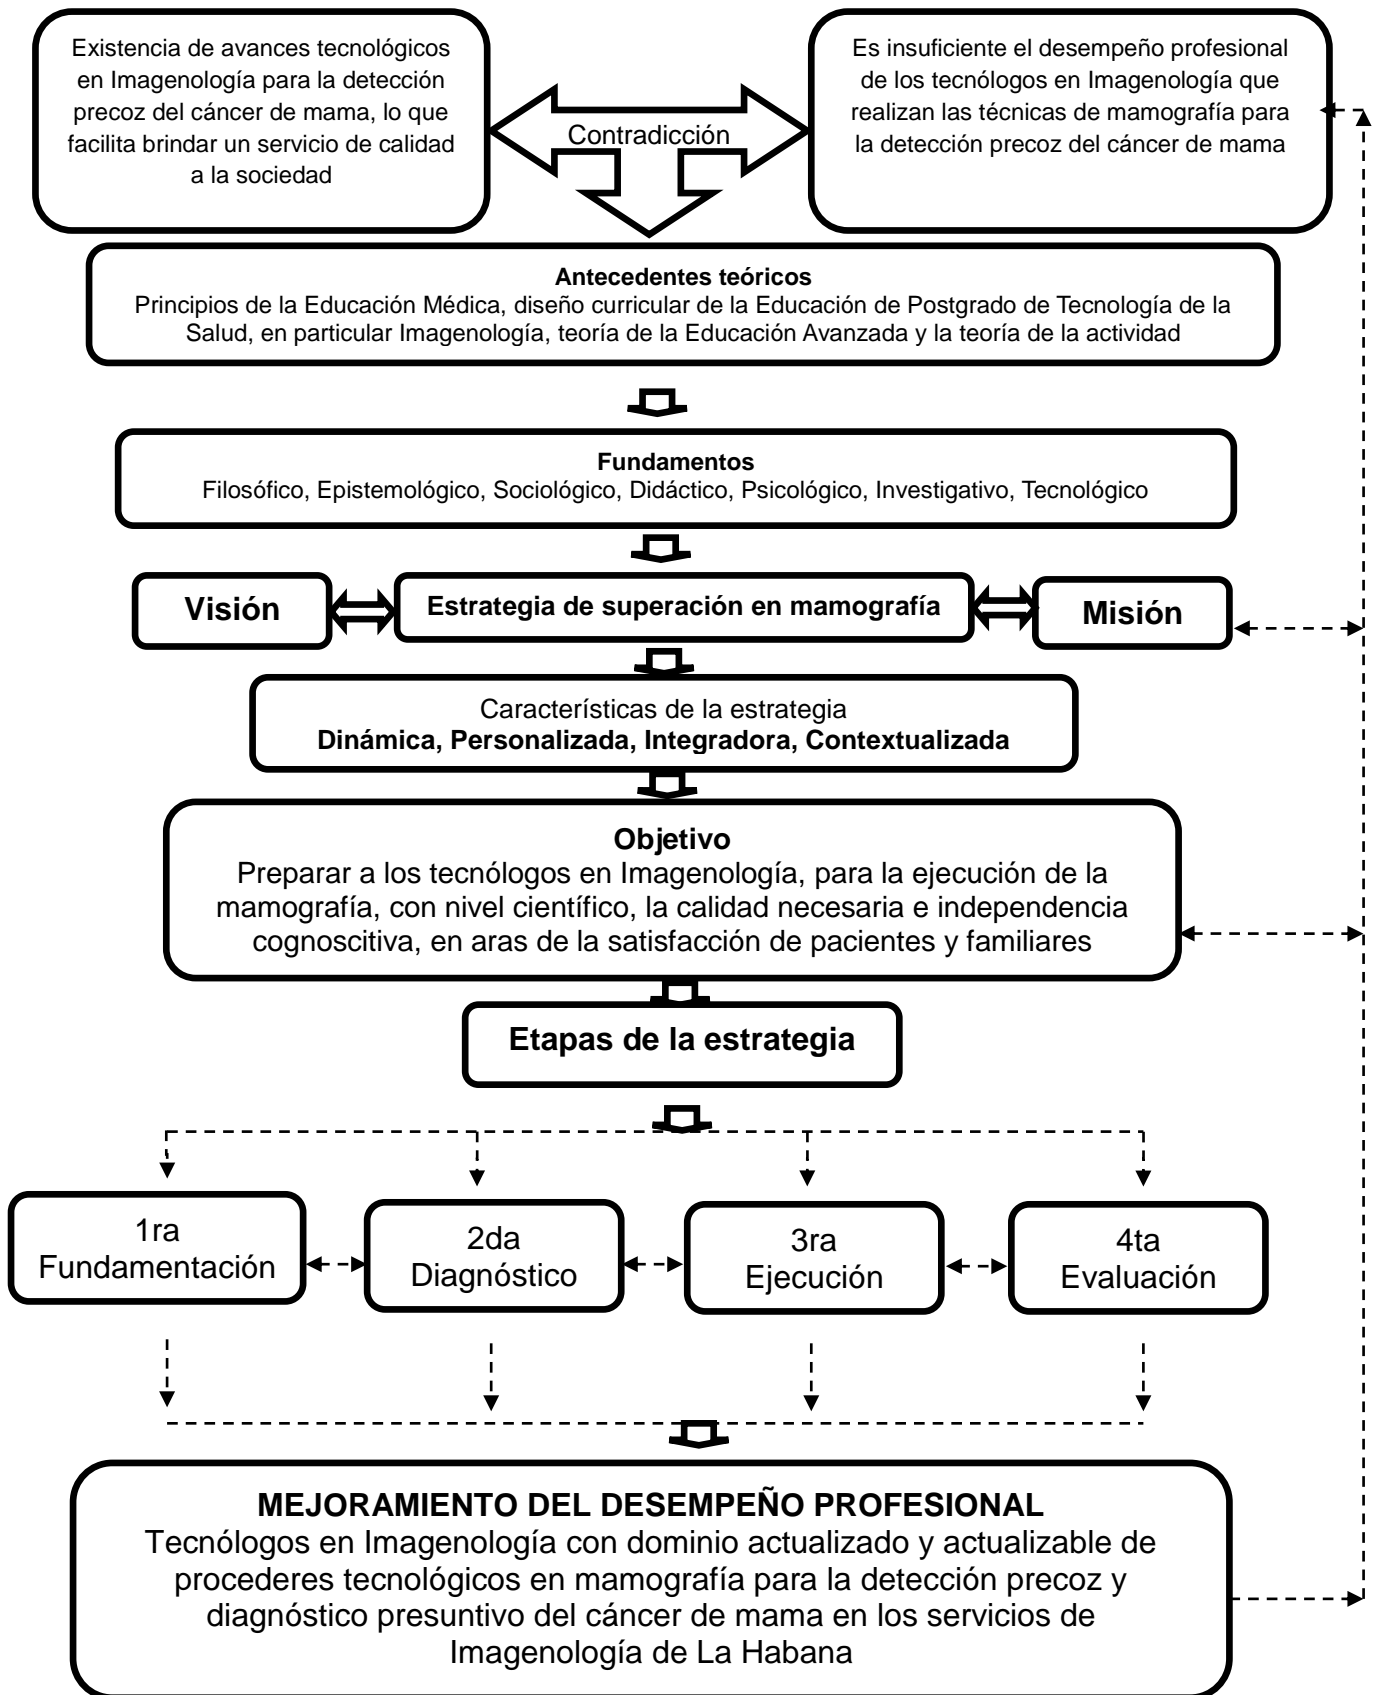 Existencia de avances tecnológicos
en Imagenología para la detección
precoz del cáncer de mama, lo que
facilita brindar un servicio de calidad
a la sociedad
Contradicción
Es insuficiente el desempeño profesional
de los tecnólogos en Imagenología que
realizan las técnicas de mamografía para
la detección precoz del cáncer de mama
Antecedentes teóricos
Principios de la Educación Médica, diseño curricular de la Educación de Postgrado de Tecnología de la
Salud, en particular Imagenología, teoría de la Educación Avanzada y la teoría de la actividad
Fundamentos
Filosófico, Epistemológico, Sociológico, Didáctico, Psicológico, Investigativo, Tecnológico
Visión
Estrategia de superación en mamografía
Misión
Características de la estrategia
Dinámica, Personalizada, Integradora, Contextualizada
Objetivo
Preparar a los tecnólogos en Imagenología, para la ejecución de la
mamografía, con nivel científico, la calidad necesaria e independencia
cognoscitiva, en aras de la satisfacción de pacientes y familiares
Etapas de la estrategia
1ra
Fundamentación
2da
Diagnóstico
3ra
Ejecución
4ta
Evaluación
MEJORAMIENTO DEL DESEMPEÑO PROFESIONAL
Tecnólogos en Imagenología con dominio actualizado y actualizable de
procederes tecnológicos en mamografía para la detección precoz y
diagnóstico presuntivo del cáncer de mama en los servicios de
Imagenología de La Habana